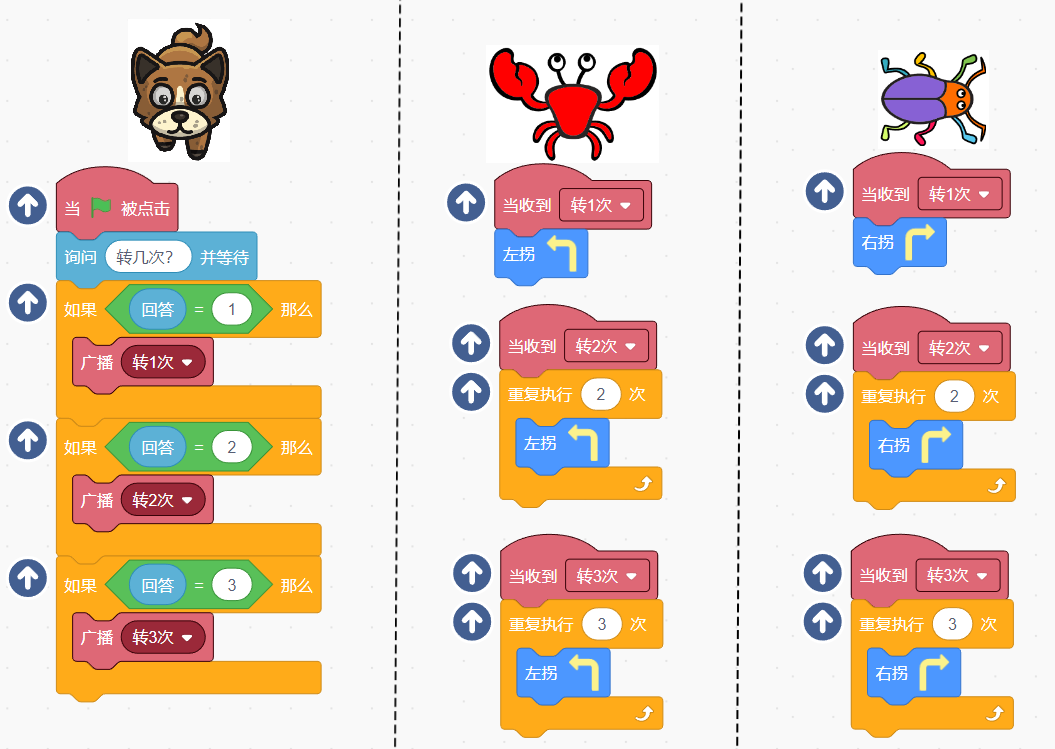 当 被点击
询问 转几次? 并等待
如果 回答 = 1 那么
广播 转1次
如果 回答 = 2 那么
广播 转2次
如果 回答 = 3 那么
广播 转3次
当收到 转1次
左拐
当收到 转2次
重复执行 2 次
左拐
当收到 转3次
重复执行 3 次
左拐
当收到 转1次
右拐
当收到 转2次
重复执行 2 次
右拐
当收到 转3次
重复执行 3 次
右拐